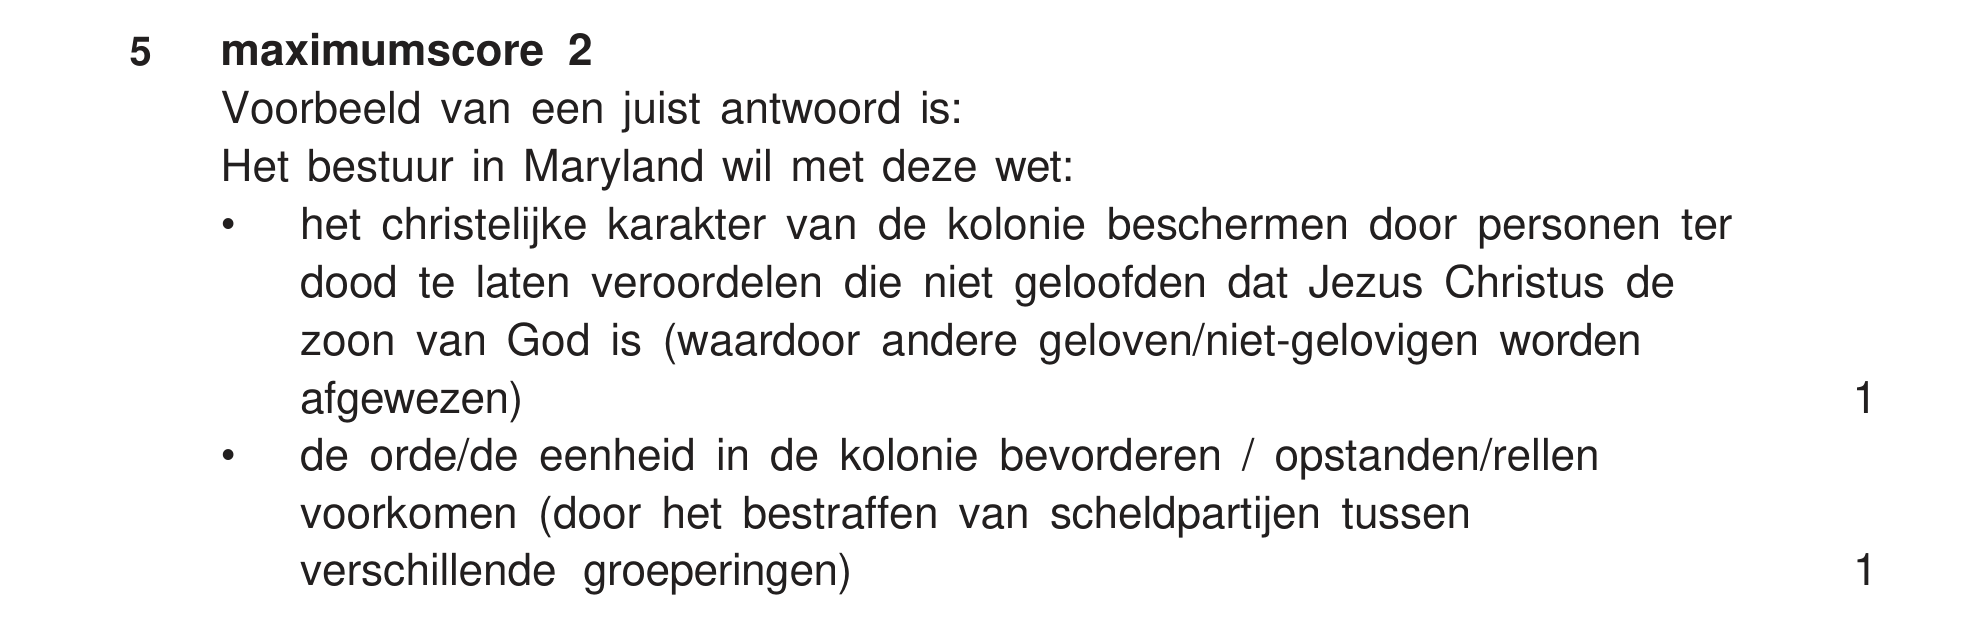 5 maximumscore 2
Voorbeeld van een juist antwoord is:
Het bestuur in Maryland wil met deze wet:
• het christelijke karakter van de kolonie beschermen door personen ter
dood te laten veroordelen die niet geloofden dat Jezus Christus de
zoon van God is (waardoor andere geloven/niet-gelovigen worden
afgewezen) 1
• de orde/de eenheid in de kolonie bevorderen / opstanden/rellen
voorkomen (door het bestraffen van scheldpartijen tussen
verschillende groeperingen) 1